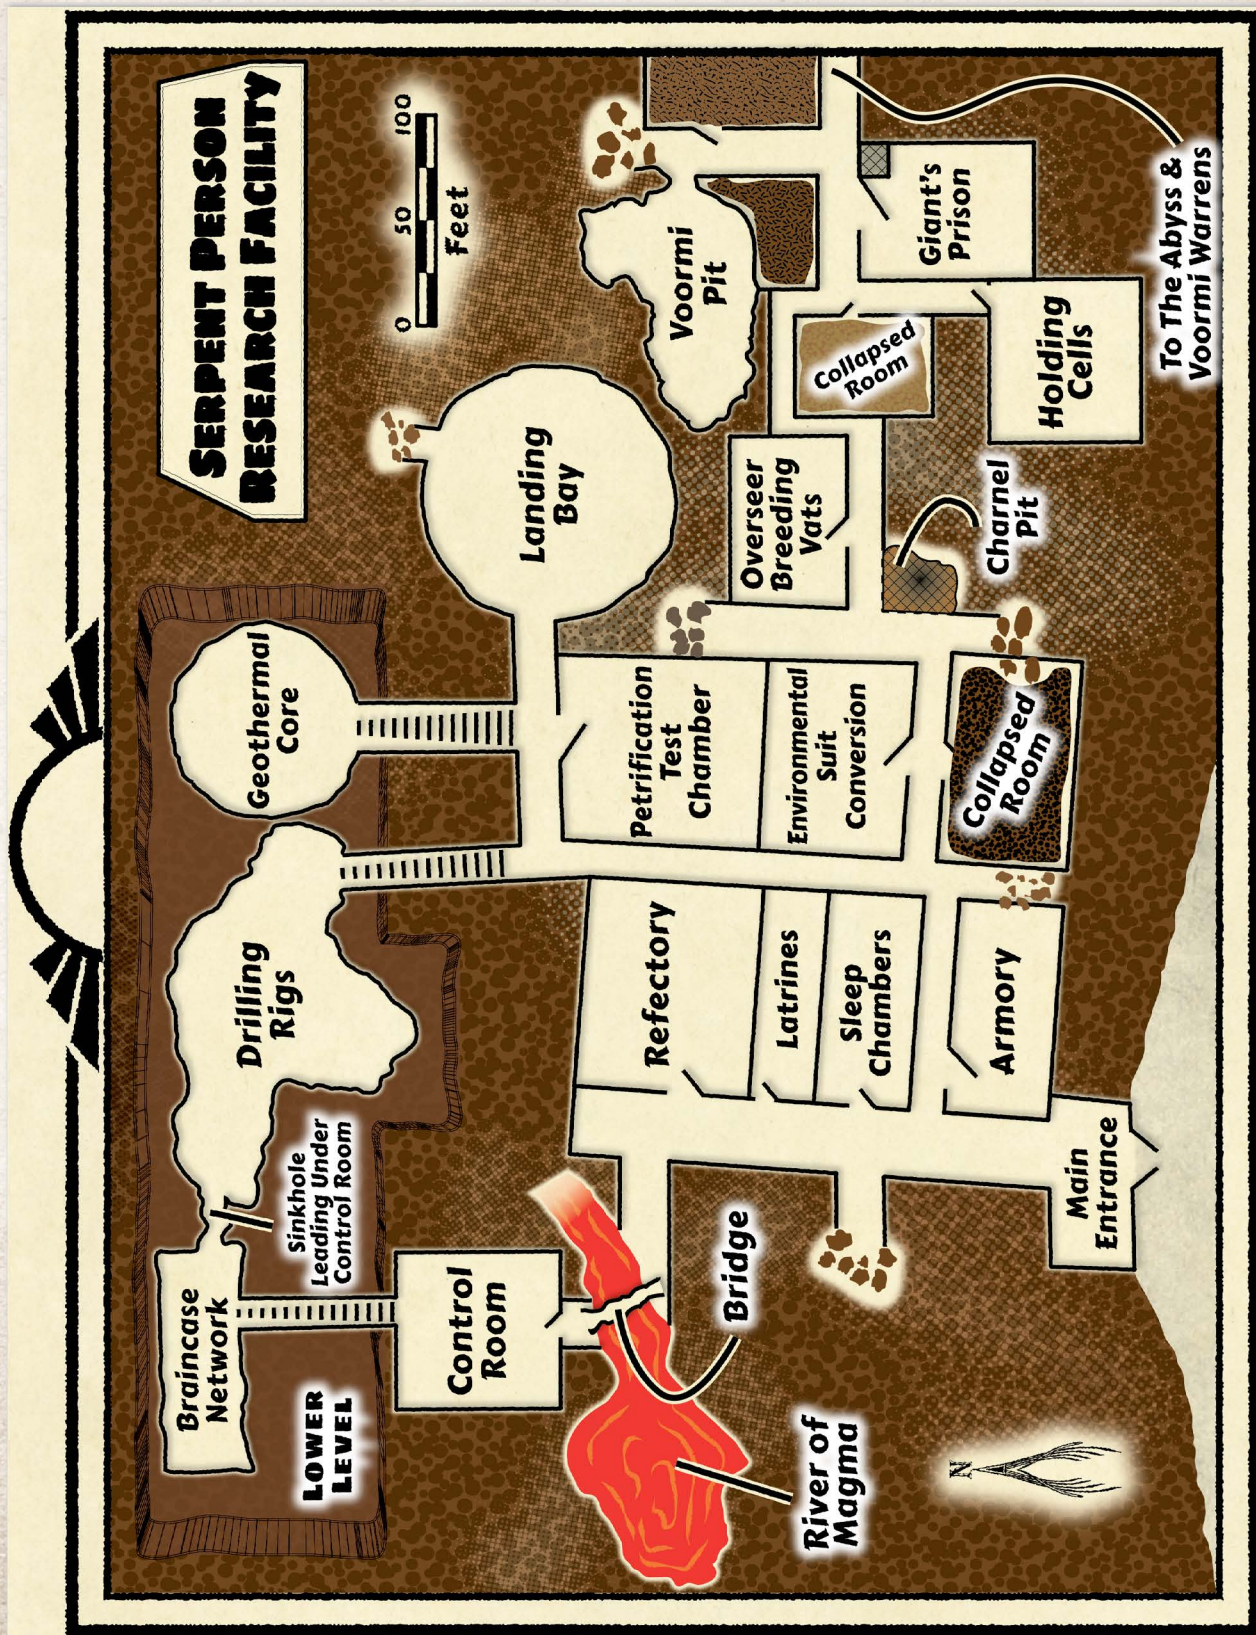 SERPENT PERSON
RESEARCH FACILITY
0 50 100
Feet
Geothermal
Core
Drilling
Rigs
Braincase
Network
Sinkhole
Leading Under
Control Room
LOWER
LEVEL
Control
Room
Landing
Bay
Voormi
Pit
Giant's
Prison
To The Abyss &
Voormi Warrens
Collapsed
Room
Holding
Cells
Overseer
Breeding
Vats
Charnel
Pit
Petrification
Test
Chamber
Environmental
Suit
Conversion
Collapsed
Room
Refectory
Latrines
Sleep
Chambers
Armory
Main
Entrance
Bridge
River of
Magma
N